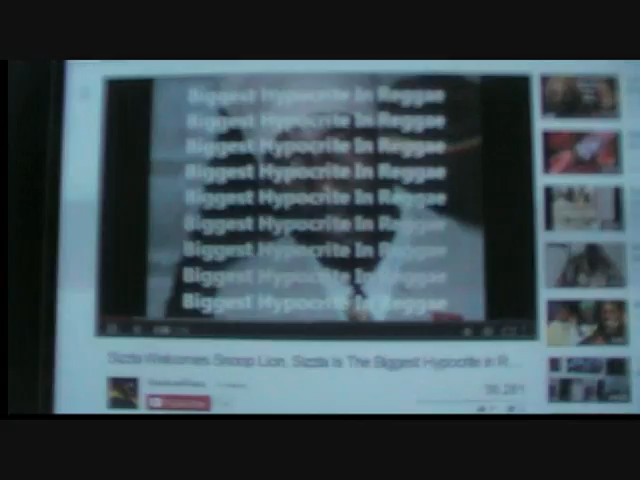 Biggest Hypocrite In Reggae
Biggest Hypocrite In Reggae
Biggest Hypocrite In Reggae
Biggest Hypocrite In Reggae
Biggest Hypocrite In Reggae
Biggest Hypocrite In Reggae
Biggest Hypocrite In Reggae
Biggest Hypocrite In Reggae
Biggest Hypocrite In Reggae
Sizzla Welcomes Snoop Lion. Sizzla Is The Biggest Hypocrite in R...